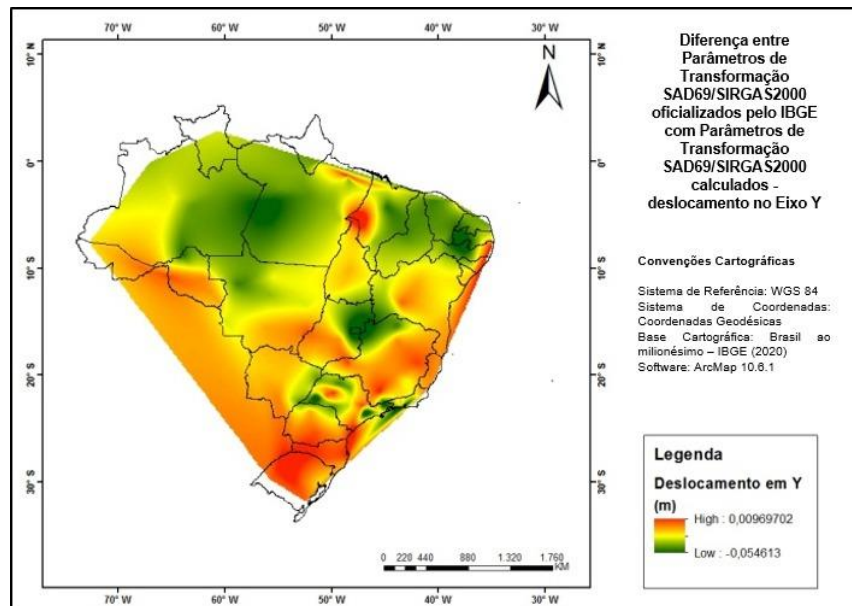 70° W
60° W
50° W
40° W
30° W
10° N
0°
10° S
20° S
30° S
10° N
0°
10° S
20° S
30° S
N
0 220 440 880 1.320 1.760
KM
70° W
60° W
50° W
40° W
30° W
Diferença entre
Parâmetros de
Transformação
SAD69/SIRGAS2000
oficializados pelo IBGE
com Parâmetros de
Transformação
SAD69/SIRGAS2000
calculados -
deslocamento no Eixo Y
Convenções Cartográficas
Sistema de Referência: WGS 84
Sistema de Coordenadas:
Coordenadas Geodésicas
Base Cartográfica: Brasil ao
milionésimo – IBGE (2020)
Software: ArcMap 10.6.1
Legenda
Deslocamento em Y
(m)
High : 0,00969702
Low : -0,054613